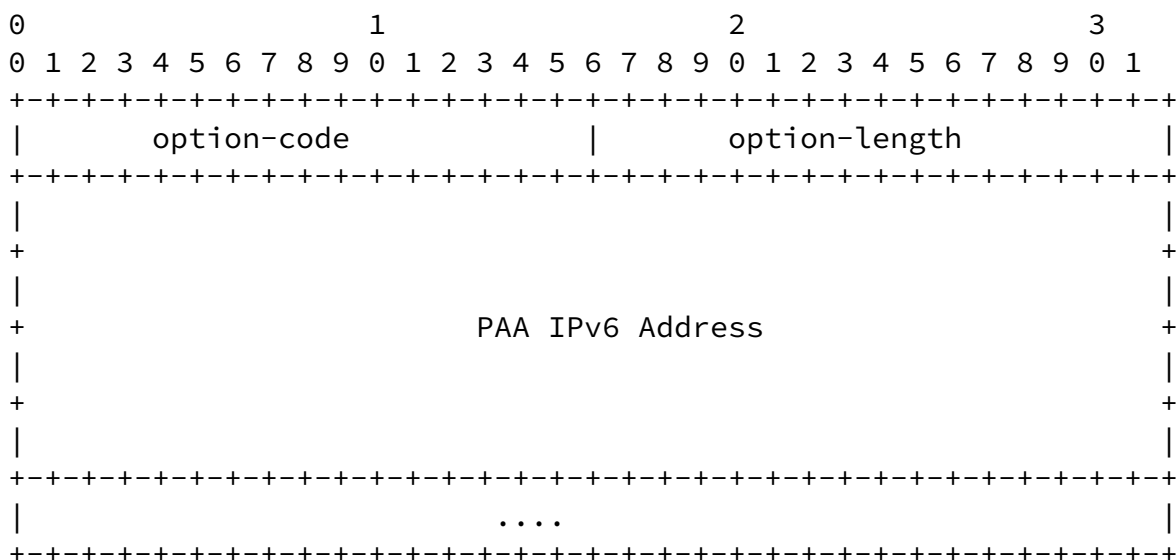 0                   1                   2                   3
0 1 2 3 4 5 6 7 8 9 0 1 2 3 4 5 6 7 8 9 0 1 2 3 4 5 6 7 8 9 0 1
+-+-+-+-+-+-+-+-+-+-+-+-+-+-+-+-+-+-+-+-+-+-+-+-+-+-+-+-+-+-+-+-+
|       option-code             |       option-length           |
+-+-+-+-+-+-+-+-+-+-+-+-+-+-+-+-+-+-+-+-+-+-+-+-+-+-+-+-+-+-+-+-+
|                                                               |
+                                                               +
|                                                               |
+                         PAA IPv6 Address                      +
|                                                               |
+                                                               +
|                                                               |
+-+-+-+-+-+-+-+-+-+-+-+-+-+-+-+-+-+-+-+-+-+-+-+-+-+-+-+-+-+-+-+-+
|                          ....                                 |
+-+-+-+-+-+-+-+-+-+-+-+-+-+-+-+-+-+-+-+-+-+-+-+-+-+-+-+-+-+-+-+-+